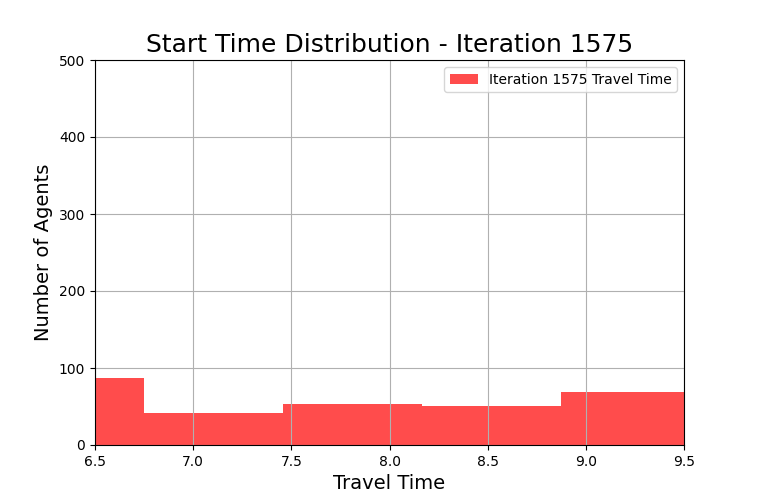 Start Time Distribution - Iteration 1575
Iteration 1575 Travel Time
Number of Agents
500
400
300
200
100
0
6.5 7.0 7.5 8.0 8.5 9.0 9.5
Travel Time